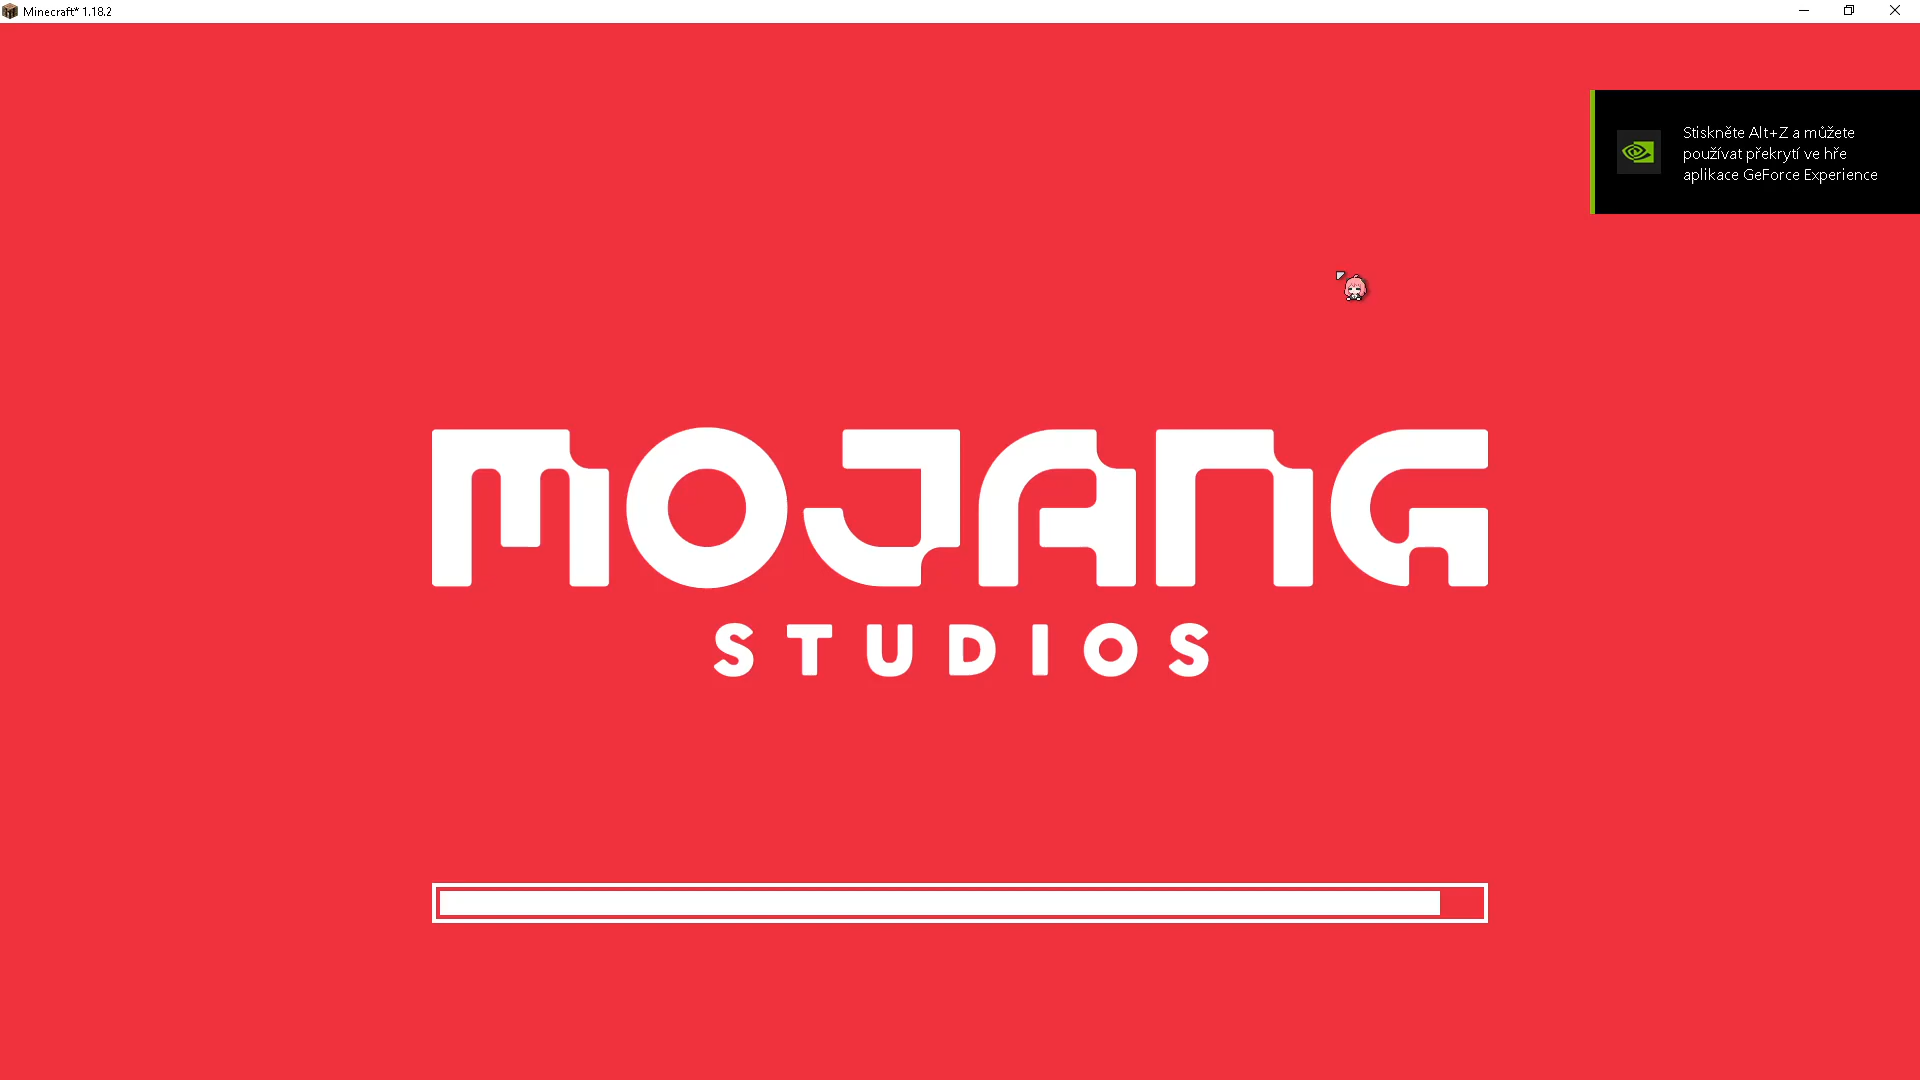 Minecraft* 1.18.2
Stiskněte Alt+Z a můžete
používat překrytí ve hře
aplikace GeForce Experience
MOJANG
STUDIOS